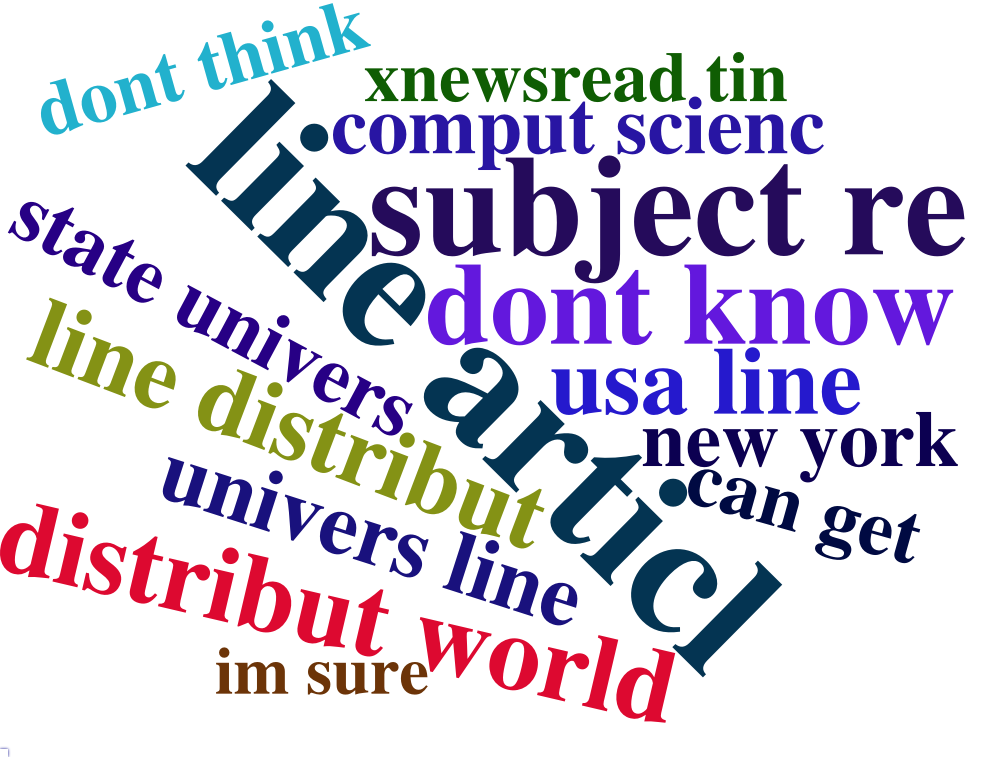 dont think
xnewsread tin
comput scienc
line articl
subject re
state univers
dont know
line distribut
usa line
new york
can get
univers line
distribut world
im sure